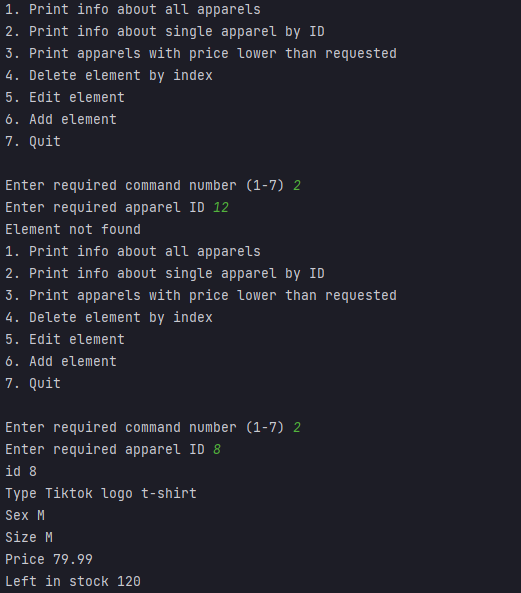 1. Print info about all apparels
2. Print info about single apparel by ID
3. Print apparels with price lower than requested
4. Delete element by index
5. Edit element
6. Add element
7. Quit
Enter required command number (1-7) 2
Enter required apparel ID 12
Element not found
1. Print info about all apparels
2. Print info about single apparel by ID
3. Print apparels with price lower than requested
4. Delete element by index
5. Edit element
6. Add element
7. Quit
Enter required command number (1-7) 2
Enter required apparel ID 8
id 8
Type Tiktok logo t-shirt
Sex M
Size M
Price 79.99
Left in stock 120